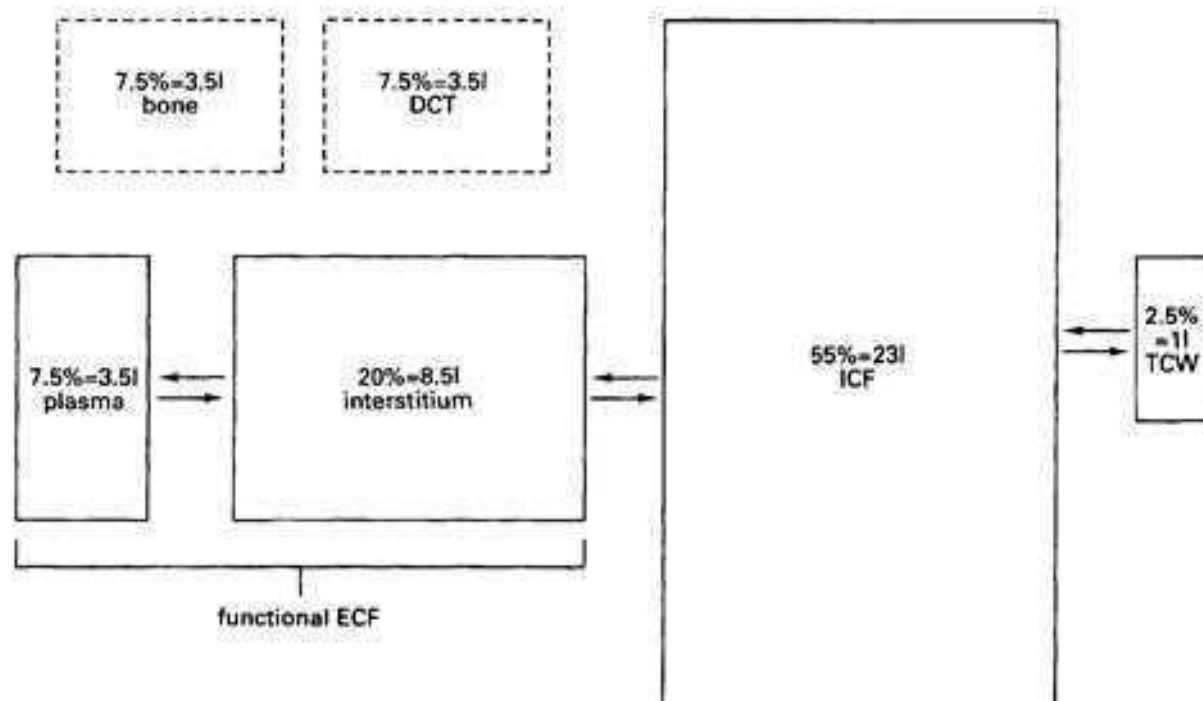 7.5%=3.5l
bone
7.5%=3.5l
DCT
7.5%=3.5l
plasma
20%=8.5l
interstitium
55%=23l
ICF
2.5%
=1l
TCW
functional ECF